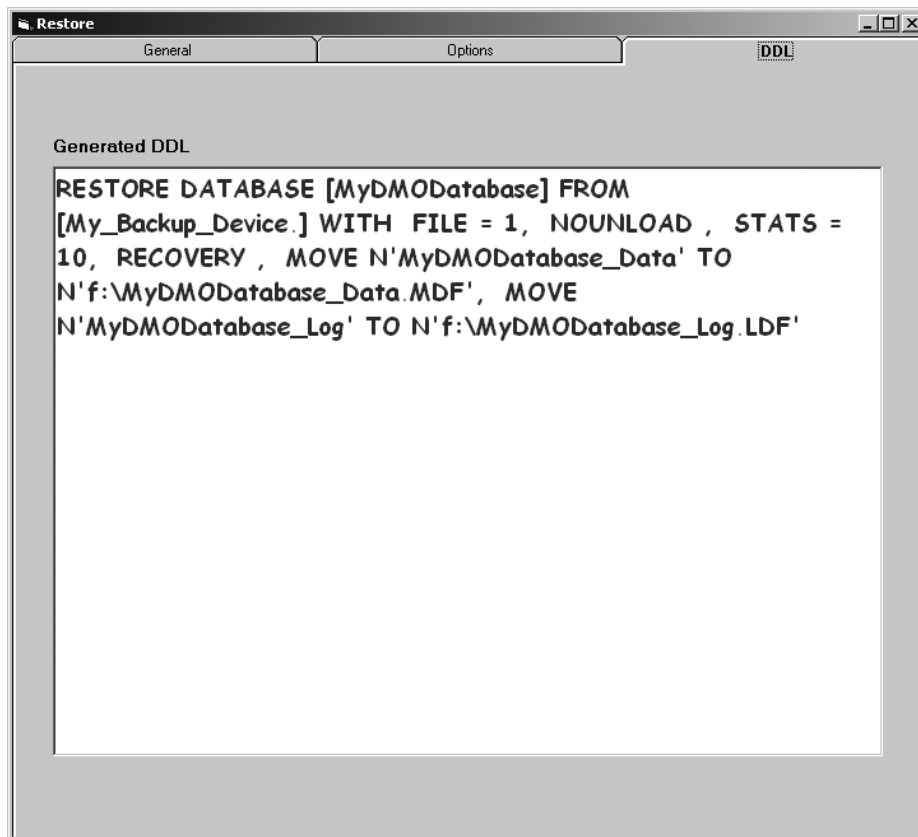 Restore
General Options DDL
Generated DDL
RESTORE DATABASE [MyDMODatabase] FROM
[My_Backup_Device.] WITH  FILE = 1,  NOUNLOAD ,  STATS =
10,  RECOVERY ,  MOVE N'MyDMODatabase_Data' TO
N'f:\MyDMODatabase_Data.MDF',  MOVE
N'MyDMODatabase_Log' TO N'f:\MyDMODatabase_Log.LDF'